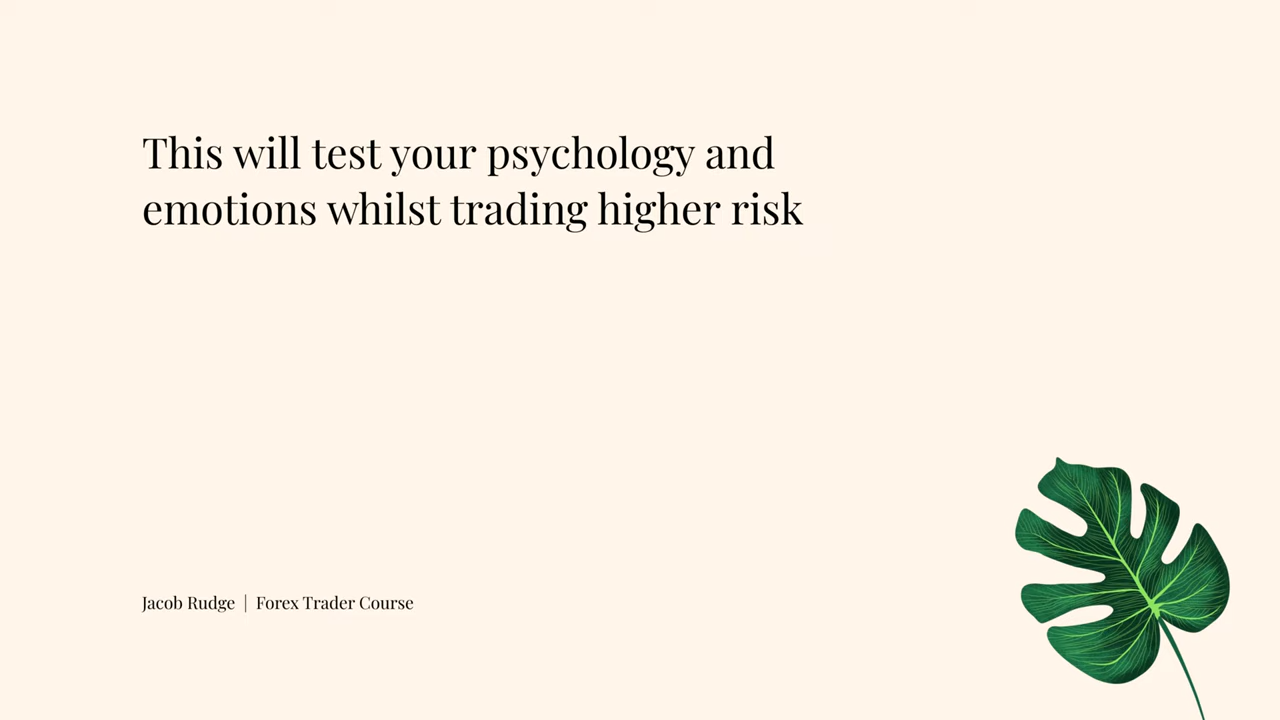 This will test your psychology and
emotions whilst trading higher risk
Jacob Rudge | Forex Trader Course